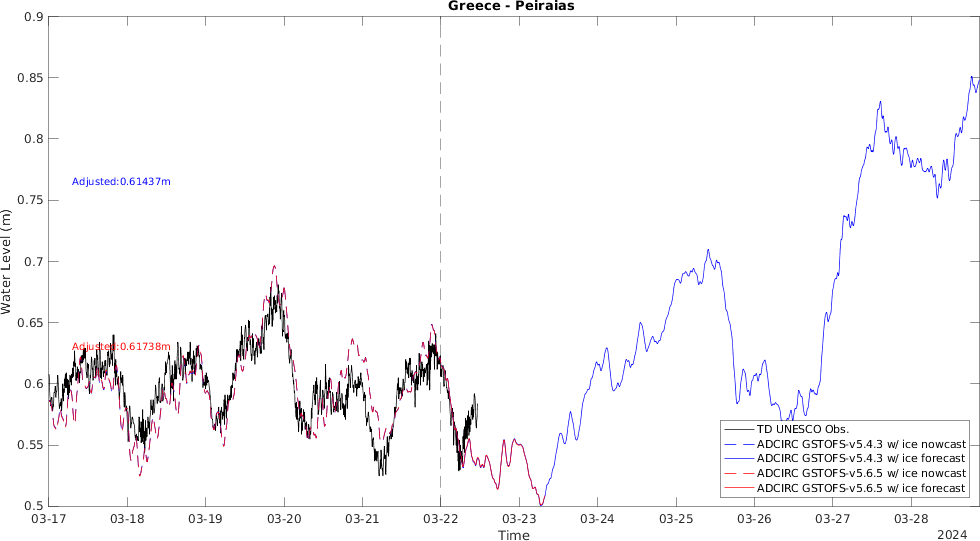 Greece - Peiraias
0.9
0.85
0.8
0.75
0.7
0.65
0.6
0.55
0.5
Water Level (m)
Adjusted:0.61437m
Adjusted:0.61738m
TD UNESCO Obs.
ADCIRC GSTOFS-v5.4.3 w/ ice nowcast
ADCIRC GSTOFS-v5.4.3 w/ ice forecast
ADCIRC GSTOFS-v5.6.5 w/ ice nowcast
ADCIRC GSTOFS-v5.6.5 w/ ice forecast
03-17 03-18 03-19 03-20 03-21 03-22 03-23 03-24 03-25 03-26 03-27 03-28
Time
2024